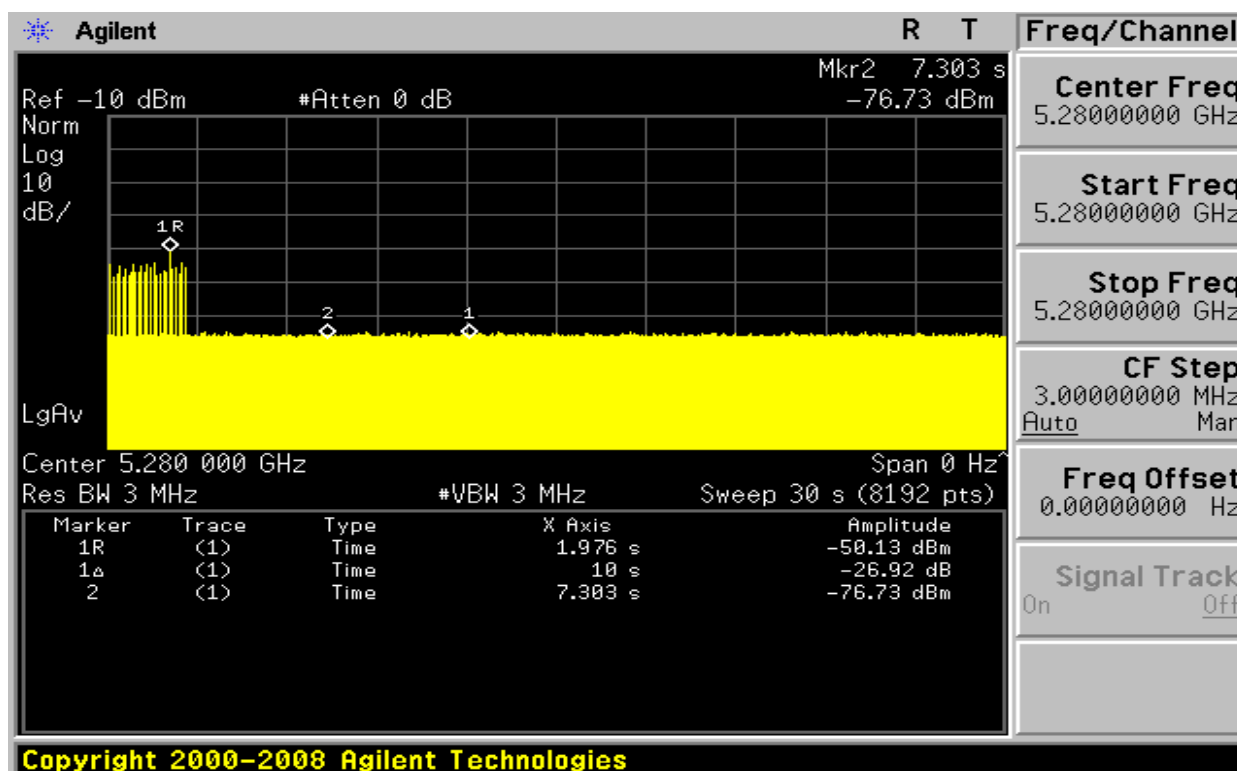 Agilent R T
Freq/Channel
Mkr2 7.303 s
Ref -10 dBm #Atten 0 dB -76.73 dBm
Norm
Log
10
dB/
1R
2
1
LgAv
Center 5.280 000 GHz Span 0 Hz^
Res BW 3 MHz #VBW 3 MHz Sweep 30 s (8192 pts)
Marker Trace Type X Axis Amplitude
1R (1) Time 1.976 s -50.13 dBm
1Δ (1) Time 10 s -26.92 dB
2 (1) Time 7.303 s -76.73 dBm
Center Freq
5.28000000 GHz
Start Freq
5.28000000 GHz
Stop Freq
5.28000000 GHz
CF Step
3.00000000 MHz
Auto Man
Freq Offset
0.00000000 Hz
Signal Track
On Off
Copyright 2000-2008 Agilent Technologies